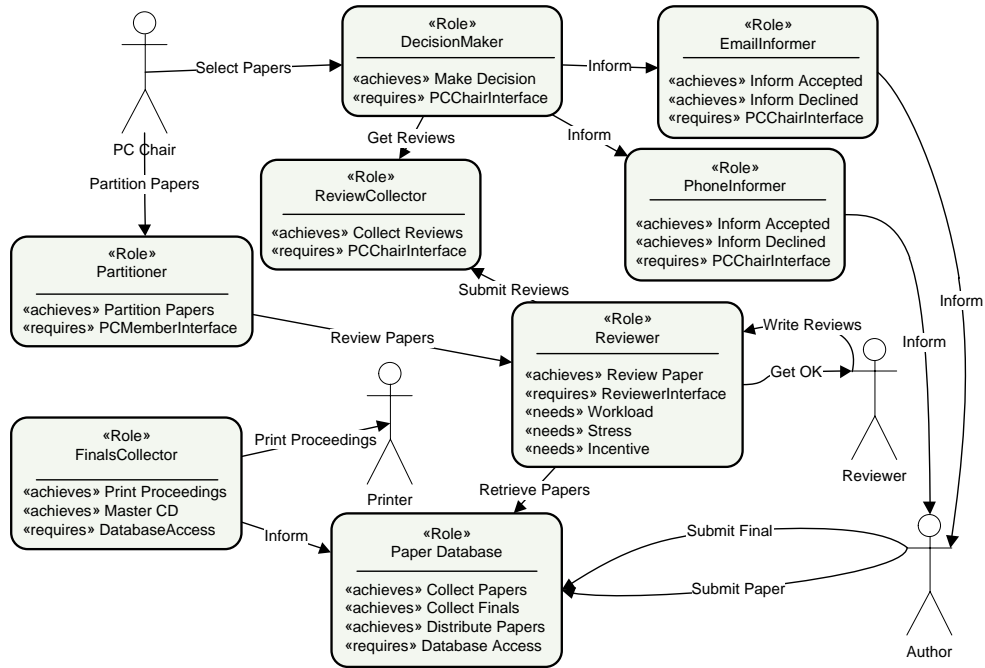 «Role»
DecisionMaker
«achieves» Make Decision
«requires» PCChairInterface
«Role»
EmailInformer
«achieves» Inform Accepted
«achieves» Inform Declined
«requires» PCChairInterface
Select Papers
Inform
PC Chair
Get Reviews
Inform
Partition Papers
«Role»
ReviewCollector
«achieves» Collect Reviews
«requires» PCChairInterface
«Role»
PhoneInformer
«achieves» Inform Accepted
«achieves» Inform Declined
«requires» PCChairInterface
«Role»
Partitioner
«achieves» Partition Papers
«requires» PCMemberInterface
Submit Reviews
Inform
Review Papers
«Role»
Reviewer
«achieves» Review Paper
«requires» ReviewerInterface
«needs» Workload
«needs» Stress
«needs» Incentive
Write Reviews
Inform
Get OK
Reviewer
«Role»
FinalsCollector
«achieves» Print Proceedings
«achieves» Master CD
«requires» DatabaseAccess
Print Proceedings
Printer
Retrieve Papers
Inform
«Role»
Paper Database
«achieves» Collect Papers
«achieves» Collect Finals
«achieves» Distribute Papers
«requires» Database Access
Submit Final
Submit Paper
Author